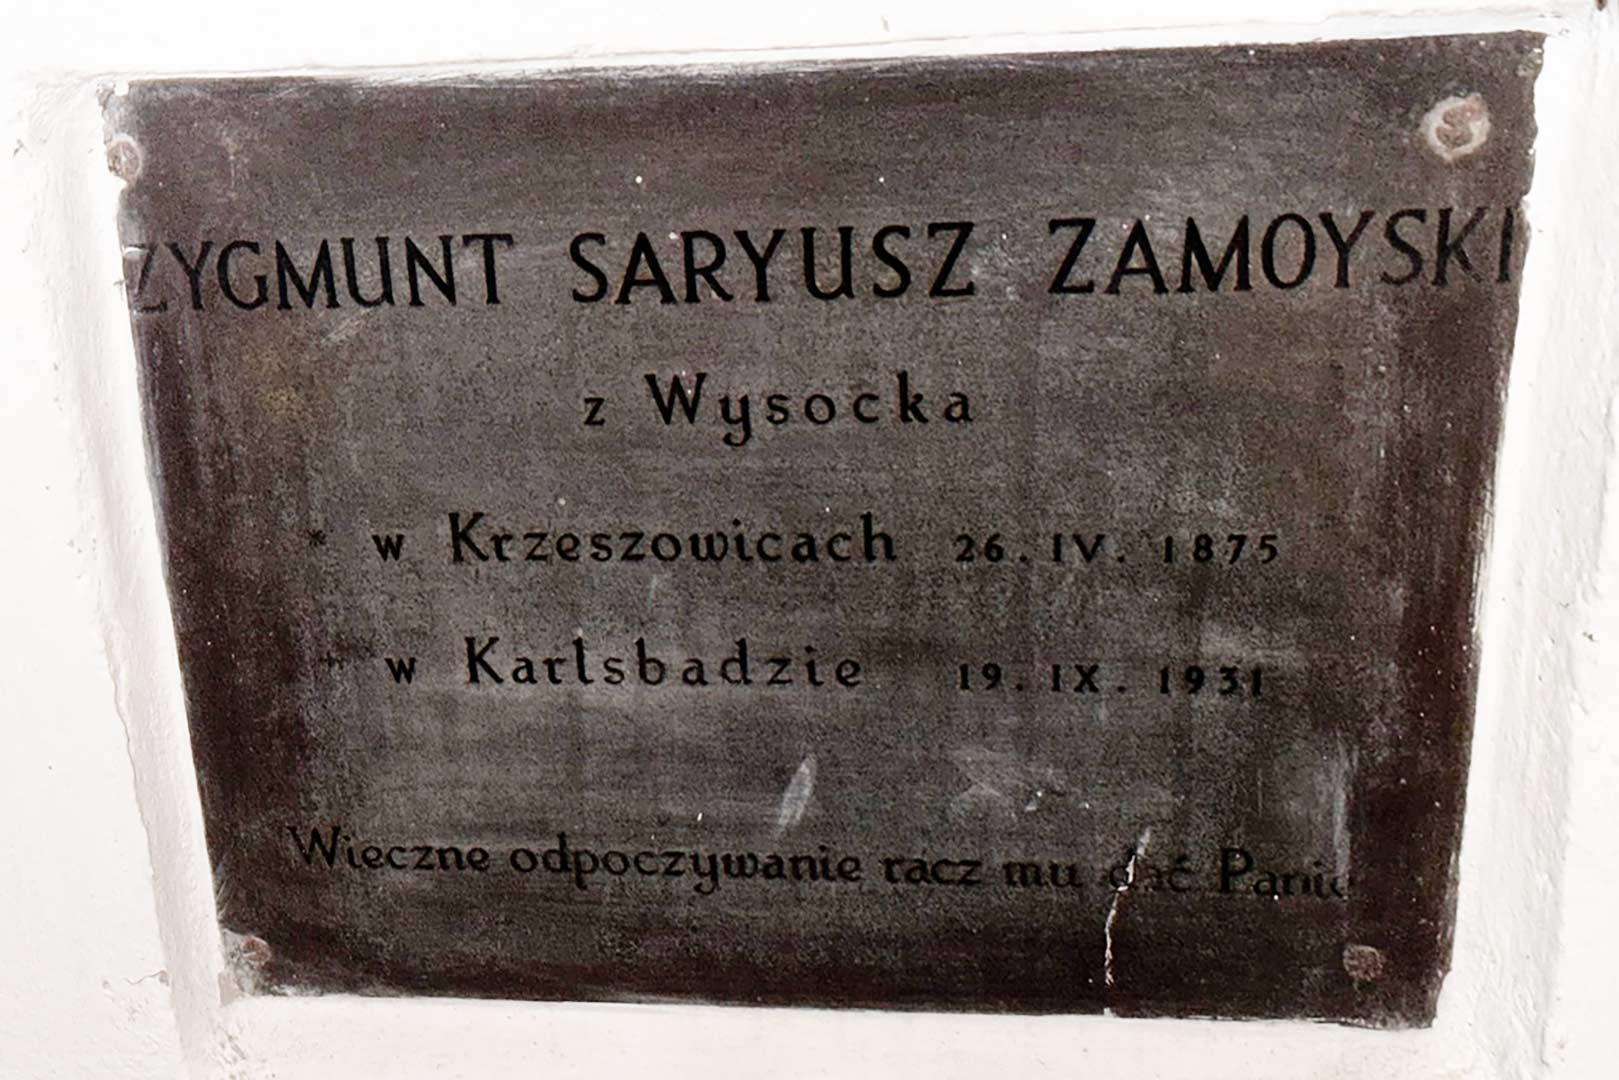 ZYGMUNT SARYUSZ ZAMOYSKI
z Wysocka
* w Krzeszowicach 26. IV. 1875
+ w Karlsbadzie 19. IX. 1931
Wieczne odpoczywanie racz mu dać Panie